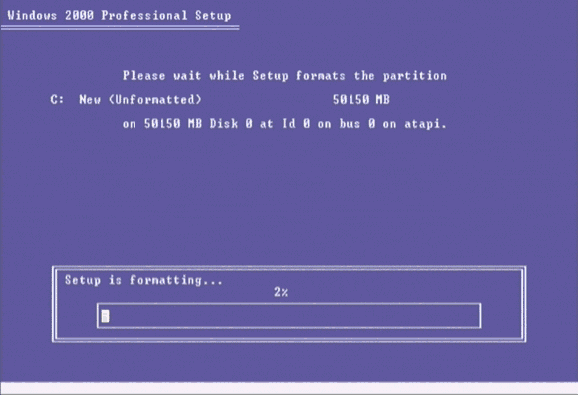 Windows 2000 Professional Setup
Please wait while Setup formats the partition
C: New (Unformatted) 50150 MB
on 50150 MB Disk 0 at Id 0 on bus 0 on atapi.
Setup is formatting...
2%